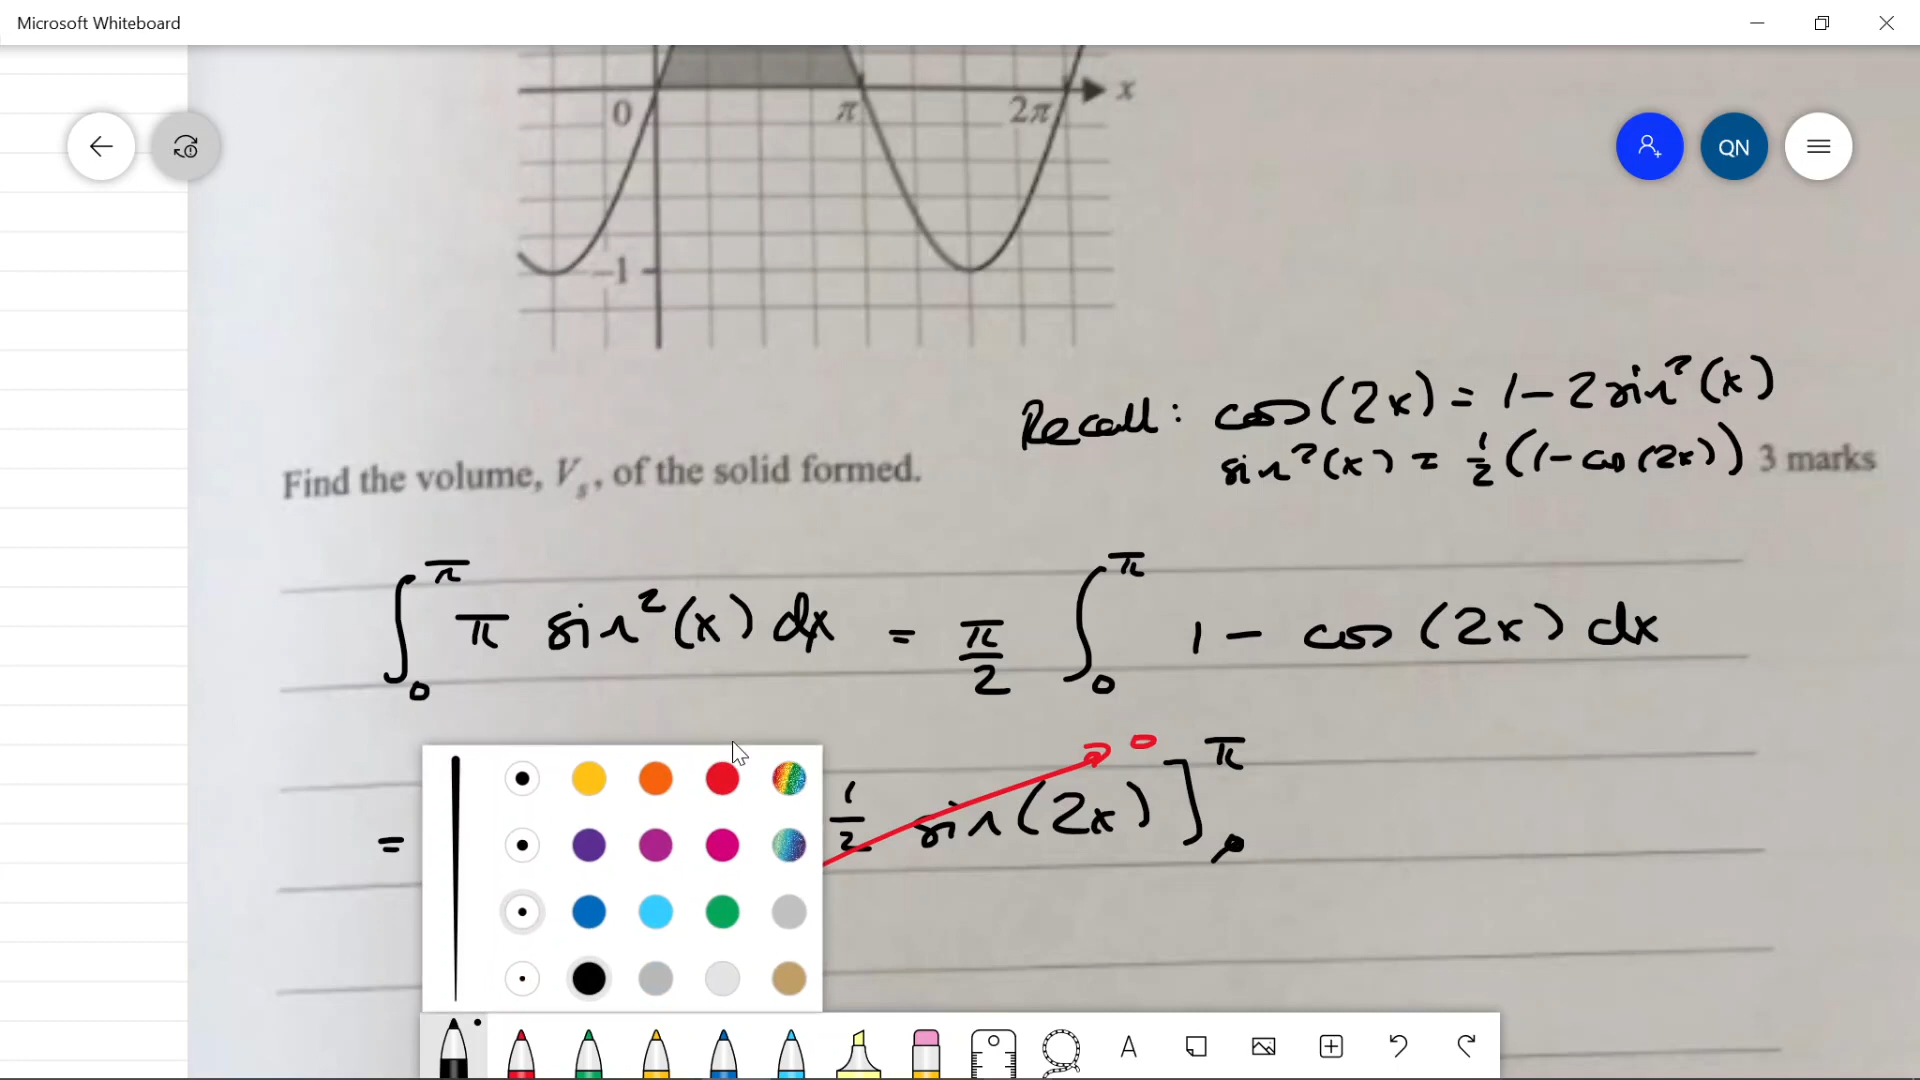 Microsoft Whiteboard
0 π 2π x
QN
-1
Recall: cos(2x) = 1 - 2 sin²(x)
sin²(x) = ½(1 - cos(2x)) 3 marks
Find the volume, Vₛ, of the solid formed.
∫₀^π π sin²(x) dx = π/2 ∫₀^π 1 - cos(2x) dx
= ½ sin(2x)]₀^π 0
A